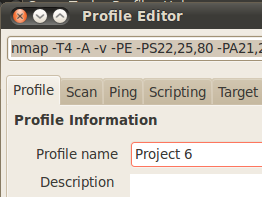 Profile Editor
nmap -T4 -A -v -PE -PS22,25,80 -PA21,2
Profile Scan Ping Scripting Target
Profile Information
Profile name Project 6
Description